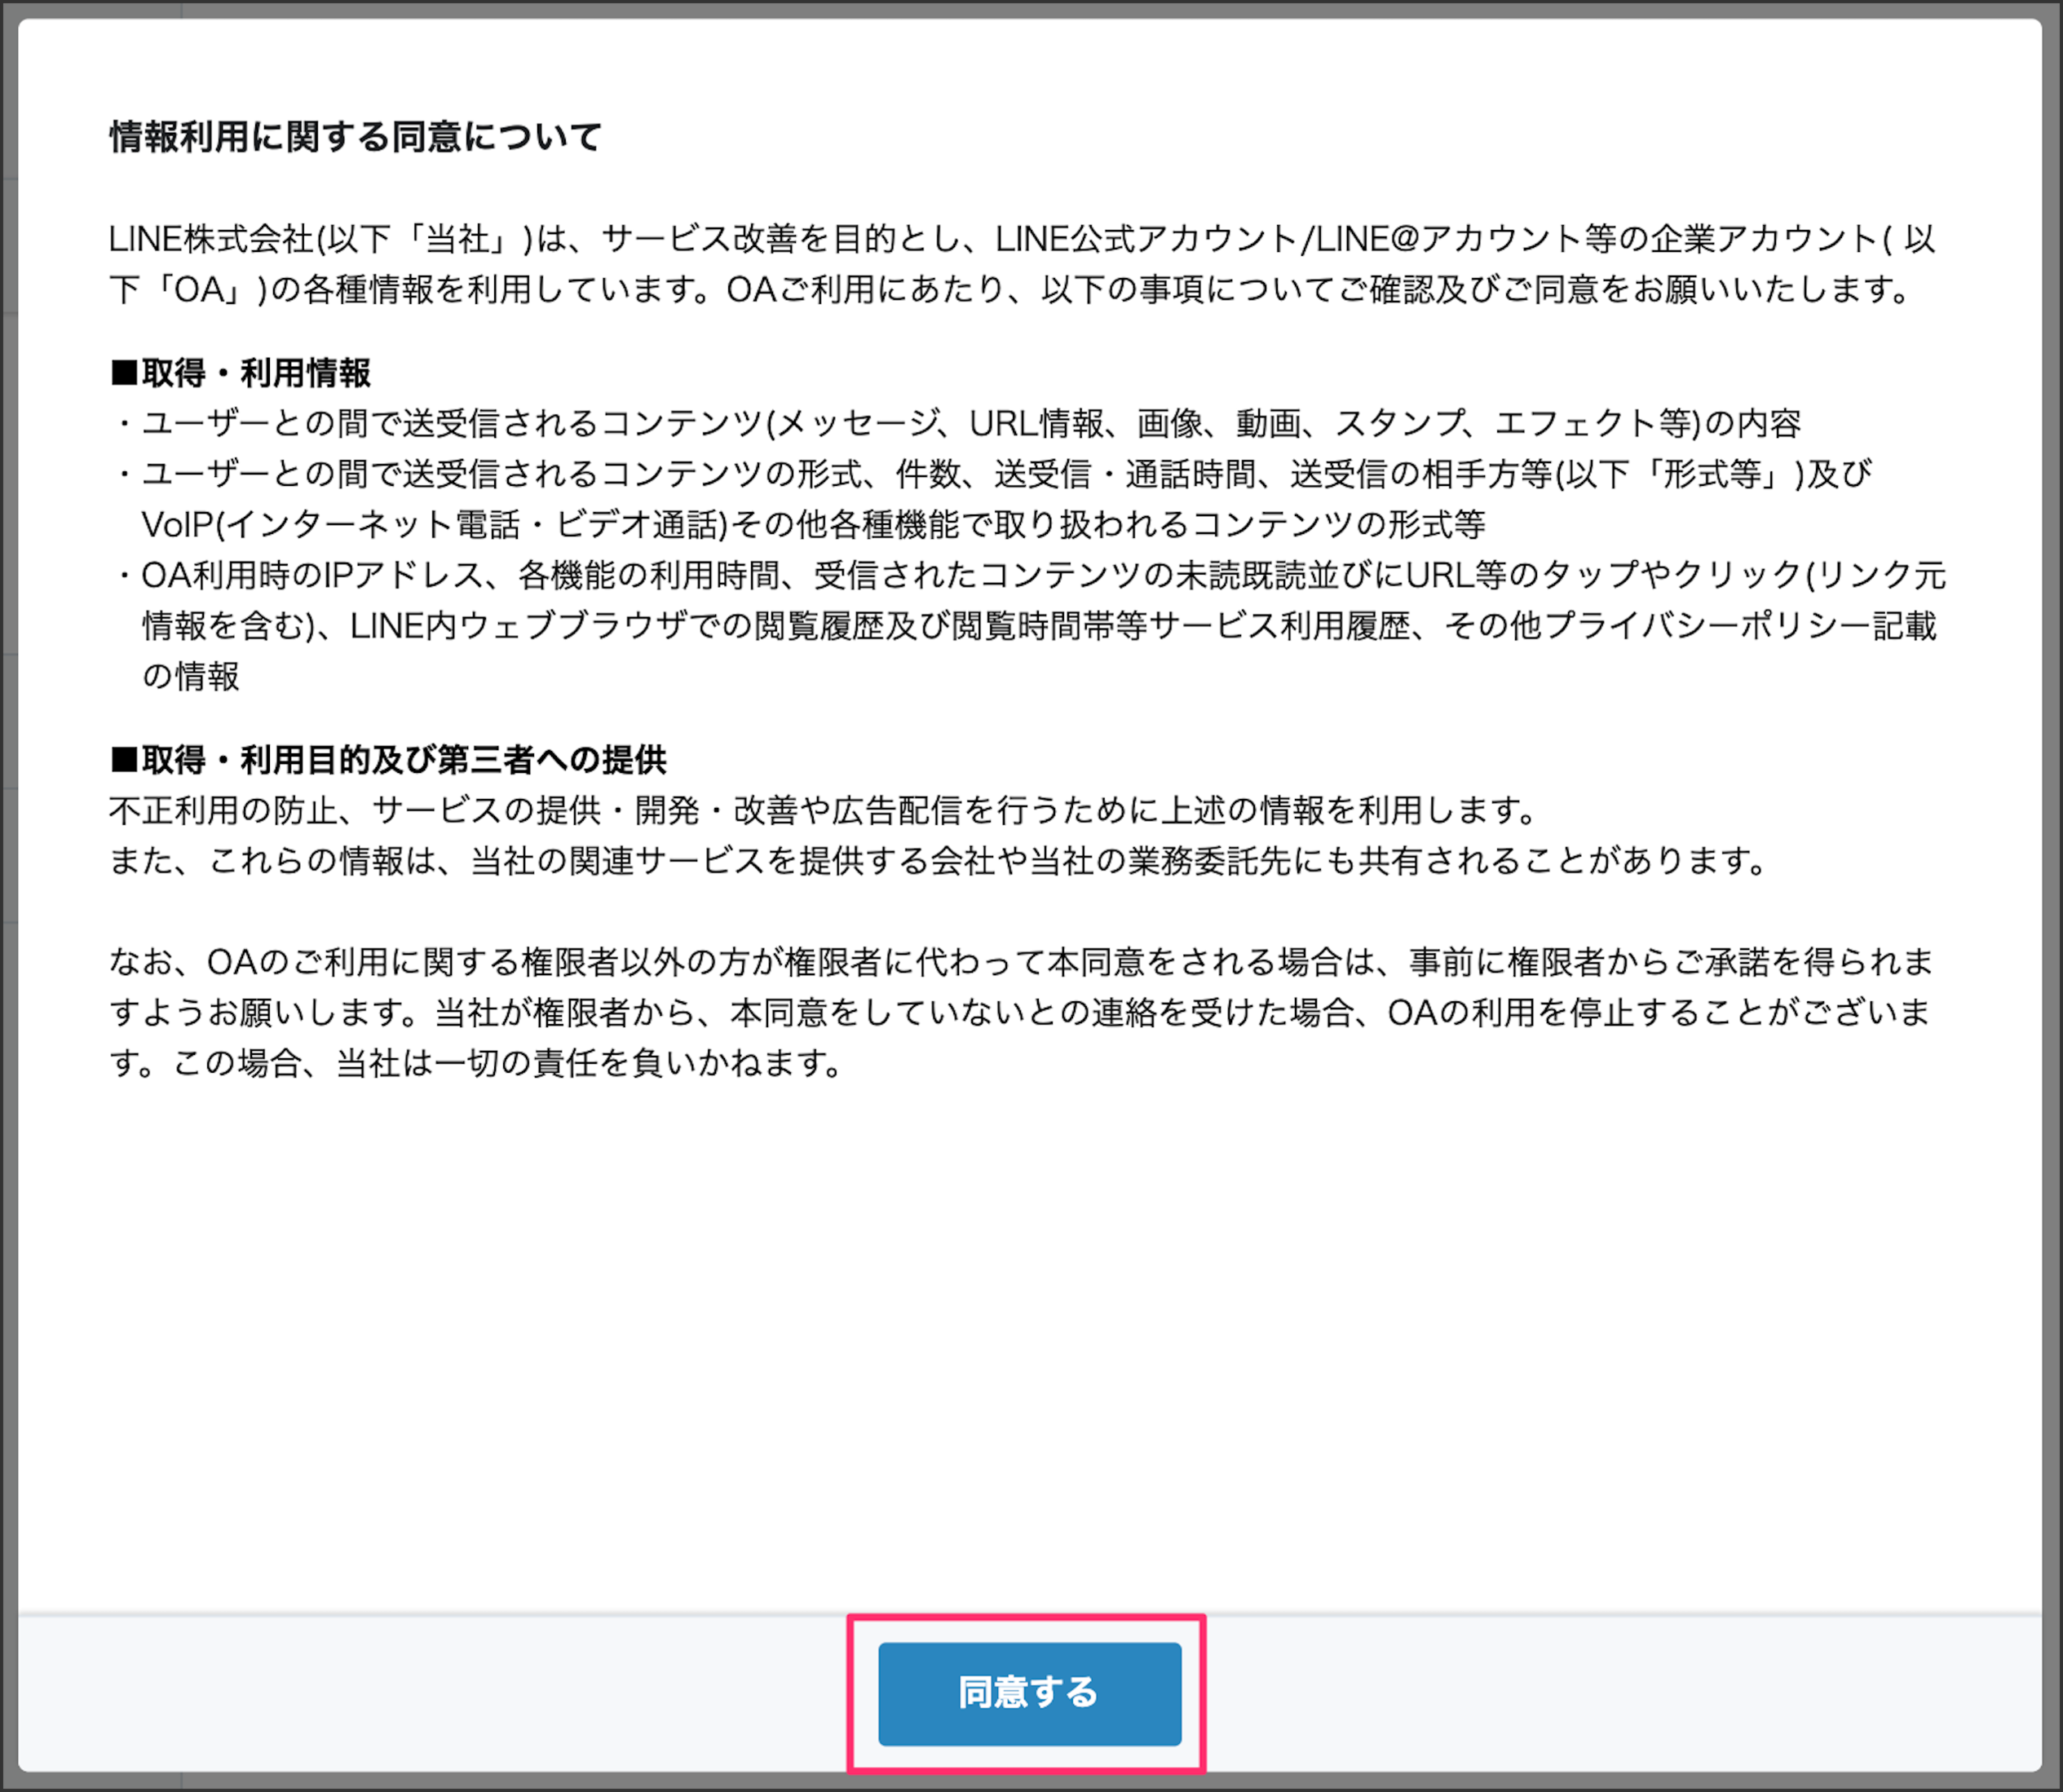 情報利用に関する同意について
LINE株式会社(以下「当社」)は、サービス改善を目的とし、LINE公式アカウント/LINE@アカウント等の企業アカウント( 以
下「OA」)の各種情報を利用しています。OAご利用にあたり、以下の事項についてご確認及びご同意をお願いいたします。
■取得・利用情報
・ユーザーとの間で送受信されるコンテンツ(メッセージ、URL情報、画像、動画、スタンプ、エフェクト等)の内容
・ユーザーとの間で送受信されるコンテンツの形式、件数、送受信・通話時間、送受信の相手方等(以下「形式等」)及び
VoIP(インターネット電話・ビデオ通話)その他各種機能で取り扱われるコンテンツの形式等
・OA利用時のIPアドレス、各機能の利用時間、受信されたコンテンツの未読既読並びにURL等のタップやクリック(リンク元
情報を含む)、LINE内ウェブブラウザでの閲覧履歴及び閲覧時間帯等サービス利用履歴、その他プライバシーポリシー記載
の情報
■取得・利用目的及び第三者への提供
不正利用の防止、サービスの提供・開発・改善や広告配信を行うために上述の情報を利用します。
また、これらの情報は、当社の関連サービスを提供する会社や当社の業務委託先にも共有されることがあります。
なお、OAのご利用に関する権限者以外の方が権限者に代わって本同意をされる場合は、事前に権限者からご承諾を得られま
すようお願いします。当社が権限者から、本同意をしていないとの連絡を受けた場合、OAの利用を停止することがございま
す。この場合、当社は一切の責任を負いかねます。
同意する